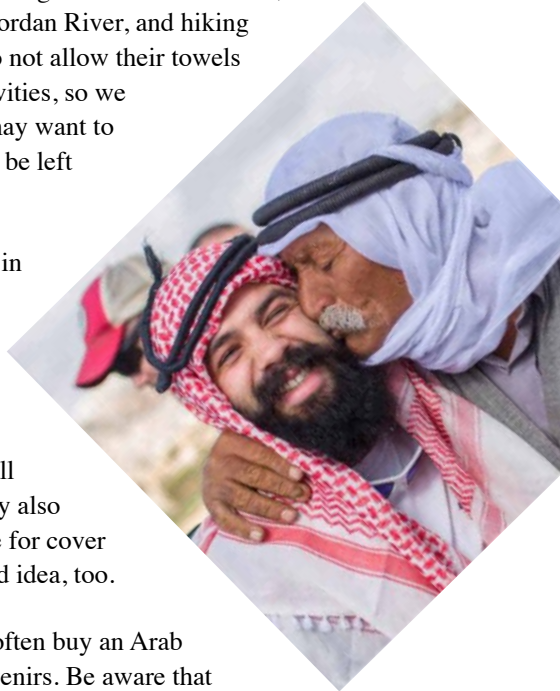 ordan River, and hiking
not allow their towels
vities, so we
ay want to
be left
in
ll
y also
for cover
d idea, too.
ften buy an Arab
enirs. Be aware that